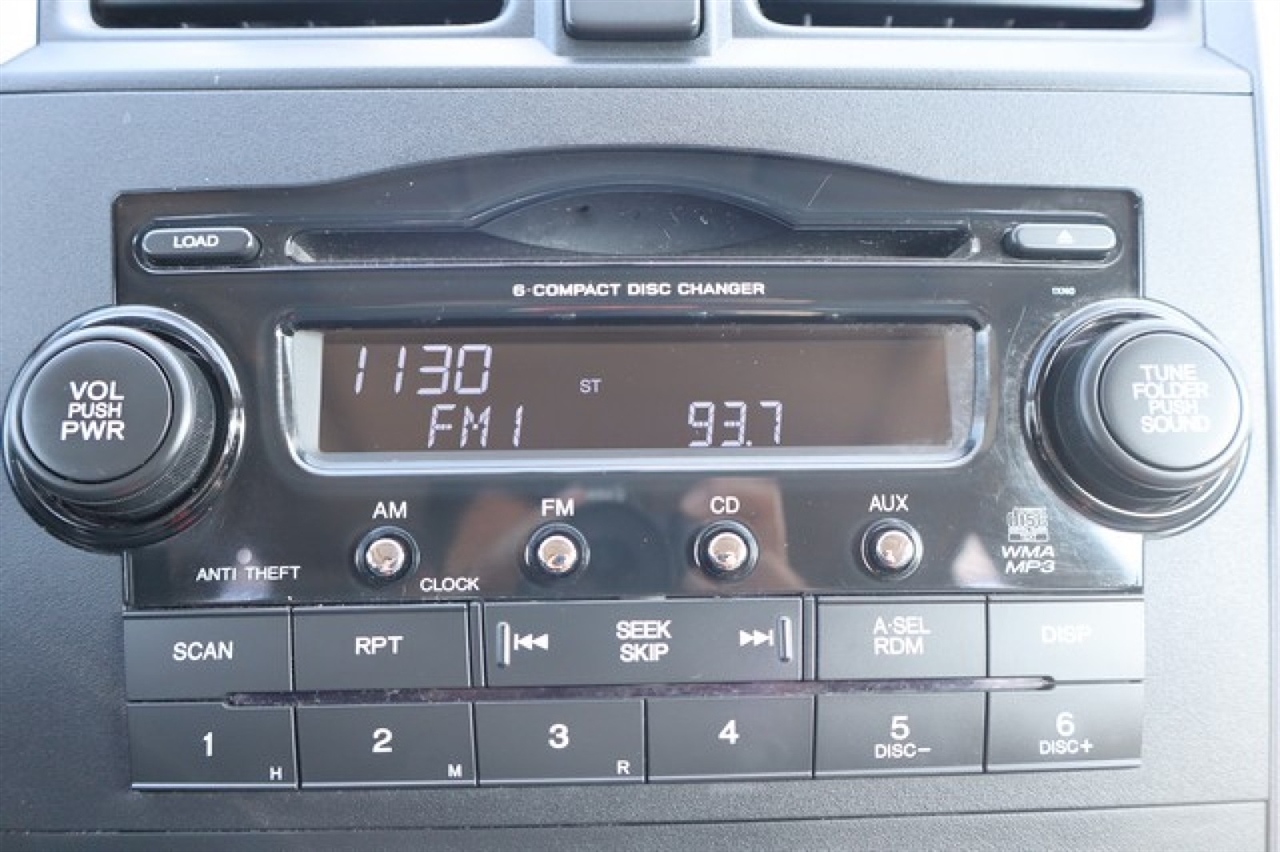 LOAD
6-COMPACT DISC CHANGER
1130
ST
FM1 93.7
VOL
PUSH
PWR
TUNE
FOLDER
PUSH
SOUND
AM FM CD AUX
WMA
MP3
ANTI THEFT
CLOCK
SCAN
RPT
SEEK
SKIP
A-SEL
RDM
DISP
1 H
2 M
3 R
4
5
DISC-
6
DISC+